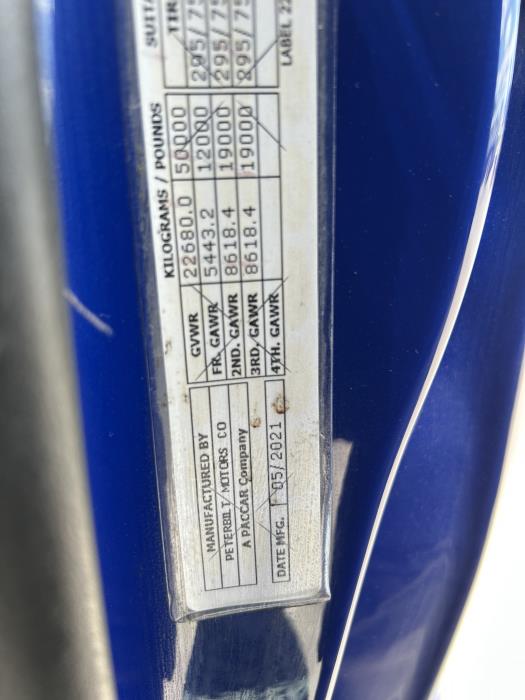 MANUFACTURED BY
PETERBILT MOTORS CO
A PACCAR Company
DATE MFG. 05/2021
KILOGRAMS / POUNDS
GVWR 22680.0 50000
FR. GAWR 5443.2 12000 295/75
2ND. GAWR 8618.4 19000 295/75
3RD. GAWR 8618.4 19000 295/75
4TH. GAWR
LABEL 22